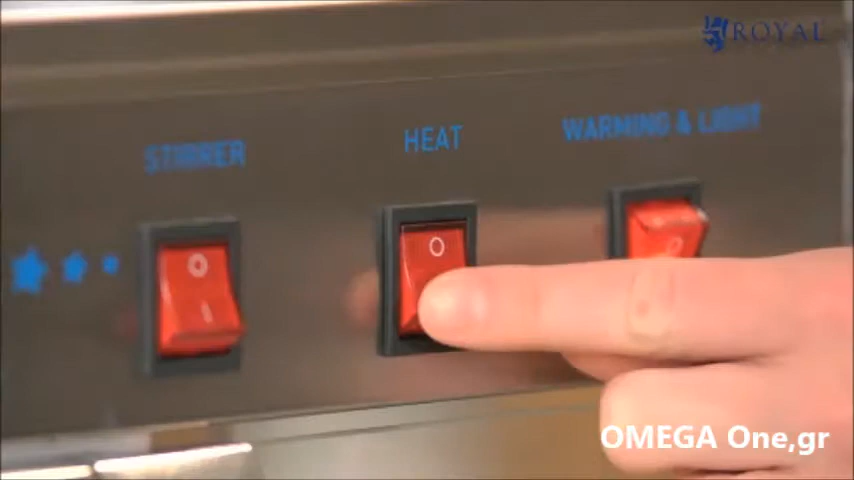 ROYAL
STIRRER
HEAT
WARMING & LIGHT
O
I
O
O
OMEGA One,gr